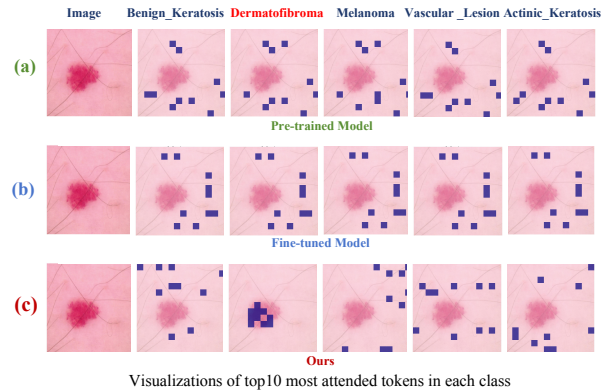 Image Benign_Keratosis Dermatofibroma Melanoma Vascular _Lesion Actinic_Keratosis
(a)
Pre-trained Model
(b)
Fine-tuned Model
(c)
Ours
Visualizations of top10 most attended tokens in each class